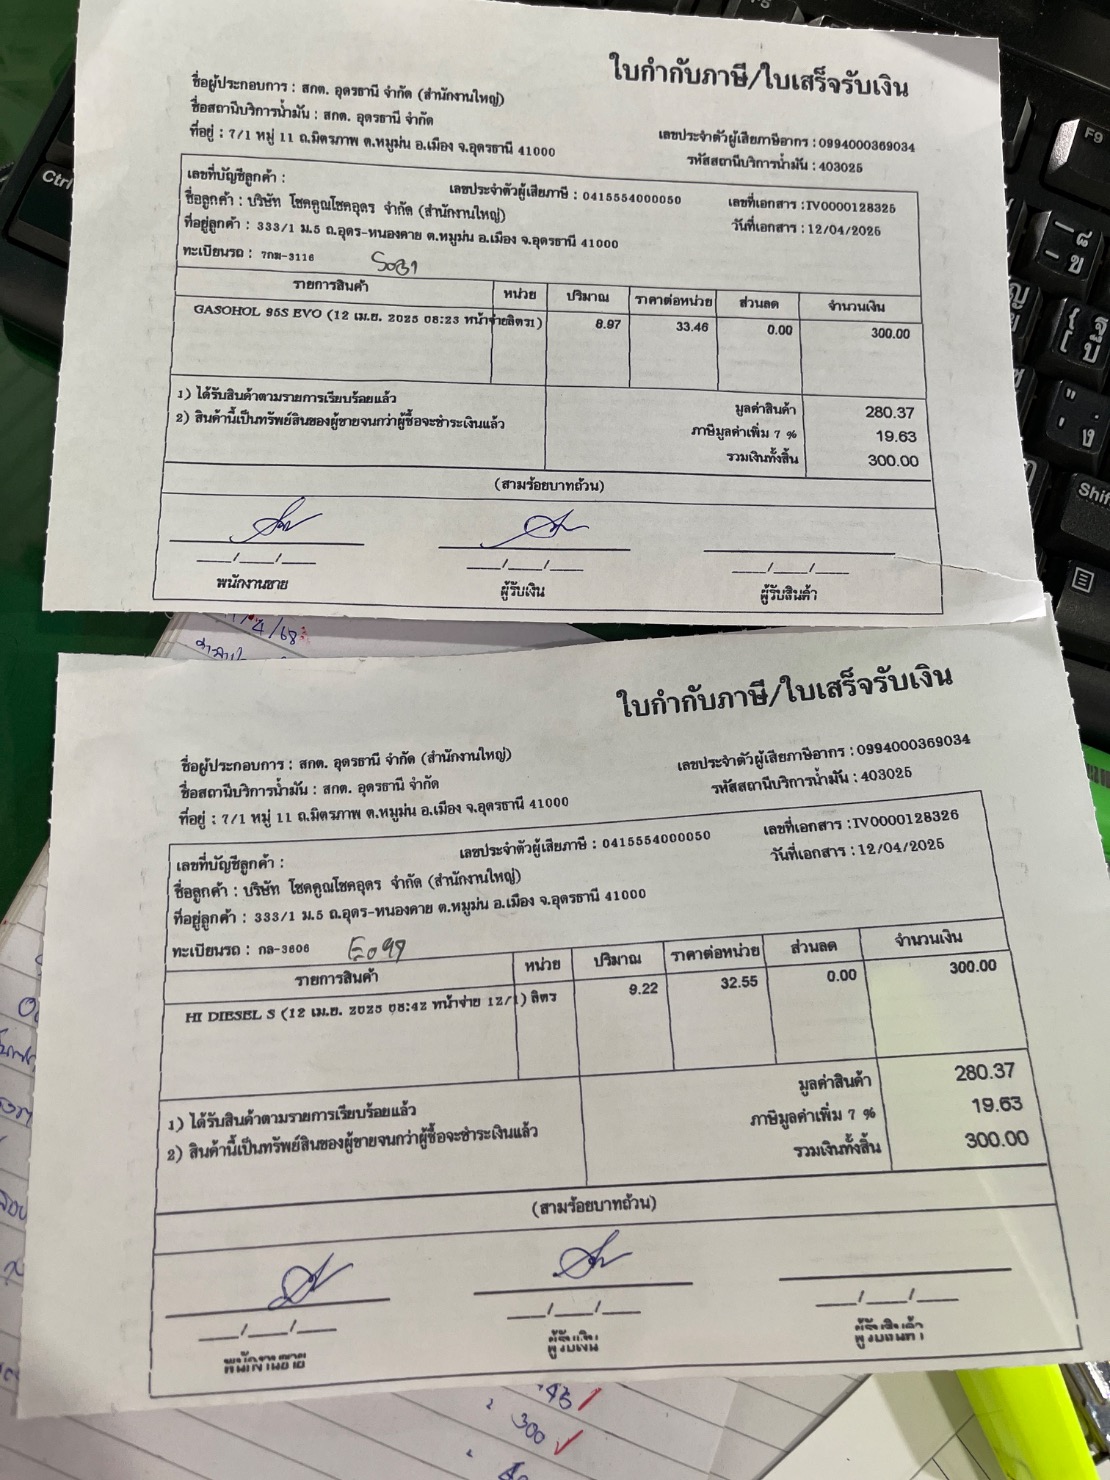 ใบกำกับภาษี/ใบเสร็จรับเงิน
ชื่อผู้ประกอบการ : สกต. อุดรธานี จำกัด (สำนักงานใหญ่)
ชื่อสถานีบริการน้ำมัน : สกต. อุดรธานี จำกัด
ที่อยู่ : 7/1 หมู่ 11 ถ.มิตรภาพ ต.หมูม่น อ.เมือง จ.อุดรธานี 41000
เลขประจำตัวผู้เสียภาษีอากร : 0994000369034
รหัสสถานีบริการน้ำมัน : 403025
เลขที่บัญชีลูกค้า :
เลขประจำตัวผู้เสียภาษี : 0415554000050
เลขที่เอกสาร : IV0000128325
ชื่อลูกค้า : บริษัท โชคคูณโชคอุดร จำกัด (สำนักงานใหญ่)
วันที่เอกสาร : 12/04/2025
ที่อยู่ลูกค้า : 333/1 ม.5 ถ.อุดร-หนองคาย ต.หมูม่น อ.เมือง จ.อุดรธานี 41000
ทะเบียนรถ : 7กฒ-3116
รายการสินค้า หน่วย ปริมาณ ราคาต่อหน่วย ส่วนลด จำนวนเงิน
GASOHOL 95S EVO (12 เม.ย. 2025 08:23 หน้าจ่ายลิตร1) 8.97 33.46 0.00 300.00
1) ได้รับสินค้าตามรายการเรียบร้อยแล้ว
2) สินค้านี้เป็นทรัพย์สินของผู้ขายจนกว่าผู้ซื้อจะชำระเงินแล้ว
มูลค่าสินค้า 280.37
ภาษีมูลค่าเพิ่ม 7 % 19.63
รวมเงินทั้งสิ้น 300.00
(สามร้อยบาทถ้วน)
___/___/___ ___/___/___ ___/___/___
พนักงานขาย ผู้รับเงิน ผู้รับสินค้า
/4/68
ใบกำกับภาษี/ใบเสร็จรับเงิน
ชื่อผู้ประกอบการ : สกต. อุดรธานี จำกัด (สำนักงานใหญ่)
ชื่อสถานีบริการน้ำมัน : สกต. อุดรธานี จำกัด
ที่อยู่ : 7/1 หมู่ 11 ถ.มิตรภาพ ต.หมูม่น อ.เมือง จ.อุดรธานี 41000
เลขประจำตัวผู้เสียภาษีอากร : 0994000369034
รหัสสถานีบริการน้ำมัน : 403025
เลขที่บัญชีลูกค้า :
เลขประจำตัวผู้เสียภาษี : 0415554000050
เลขที่เอกสาร : IV0000128326
ชื่อลูกค้า : บริษัท โชคคูณโชคอุดร จำกัด (สำนักงานใหญ่)
วันที่เอกสาร : 12/04/2025
ที่อยู่ลูกค้า : 333/1 ม.5 ถ.อุดร-หนองคาย ต.หมูม่น อ.เมือง จ.อุดรธานี 41000
ทะเบียนรถ : กล-3606
รายการสินค้า หน่วย ปริมาณ ราคาต่อหน่วย ส่วนลด จำนวนเงิน
HI DIESEL S (12 เม.ย. 2025 08:42 หน้าจ่าย 12/1) ลิตร 9.22 32.55 0.00 300.00
1) ได้รับสินค้าตามรายการเรียบร้อยแล้ว
2) สินค้านี้เป็นทรัพย์สินของผู้ขายจนกว่าผู้ซื้อจะชำระเงินแล้ว
มูลค่าสินค้า 280.37
ภาษีมูลค่าเพิ่ม 7 % 19.63
รวมเงินทั้งสิ้น 300.00
(สามร้อยบาทถ้วน)
___/___/___ ___/___/___ ___/___/___
พนักงานขาย ผู้รับเงิน ผู้รับสินค้า
300
Ctrl
F9
Shif